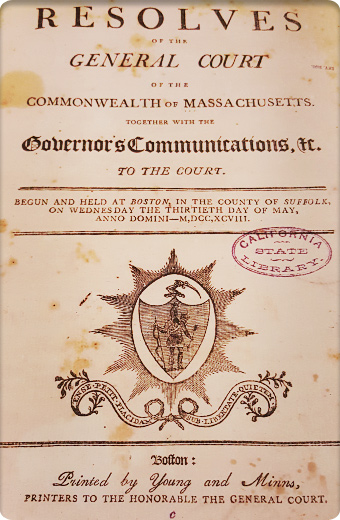 RESOLVES
OF THE
GENERAL COURT
OF THE
COMMONWEALTH OF MASSACHUSETTS.
TOGETHER WITH THE
Governor's Communications, &c.
TO THE COURT.
BEGUN AND HELD AT BOSTON, IN THE COUNTY OF SUFFOLK,
ON WEDNESDAY THE THIRTIETH DAY OF MAY,
ANNO DOMINI—M,DCC,XCVIII.
CALIFORNIA
STATE
LIBRARY.
ENSE·PETIT·PLACIDAM SUB·LIBERTATE·QUIETEM
Boſton:
Printed by Young and Minns,
PRINTERS TO THE HONORABLE THE GENERAL COURT.
C